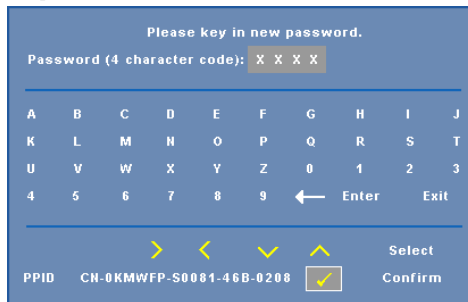 Please key in new password.
Password (4 character code): X X X X
A B C D E F G H I J
K L M N O P Q R S T
U V W X Y Z 0 1 2 3
4 5 6 7 8 9 ← Enter Exit
Select
PPID CN-0KMWFP-S0081-46B-0208 ✓ Confirm